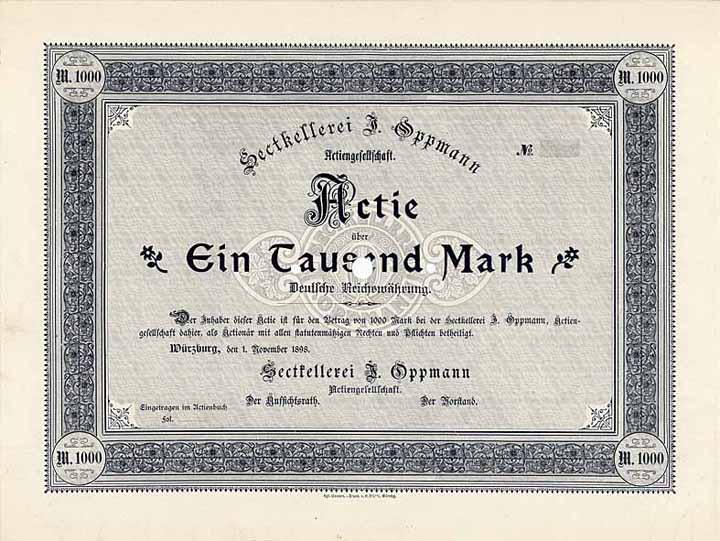 M. 1000 M. 1000
Sectkellerei J. Oppmann
Actiengesellschaft.
№
Actie
über
Ein Tausend Mark
Deutsche Reichswährung.
Der Inhaber dieser Actie ist für den Betrag von 1000 Mark bei der Sectkellerei J. Oppmann, Actien-
gesellschaft dahier, als Actionär mit allen statutenmäßigen Rechten und Pflichten betheiligt.
Würzburg, den 1. November 1898.
Sectkellerei J. Oppmann
Actiengesellschaft.
Der Aufsichtsrath. Der Vorstand.
Eingetragen im Actienbuch
Fol.
M. 1000 M. 1000